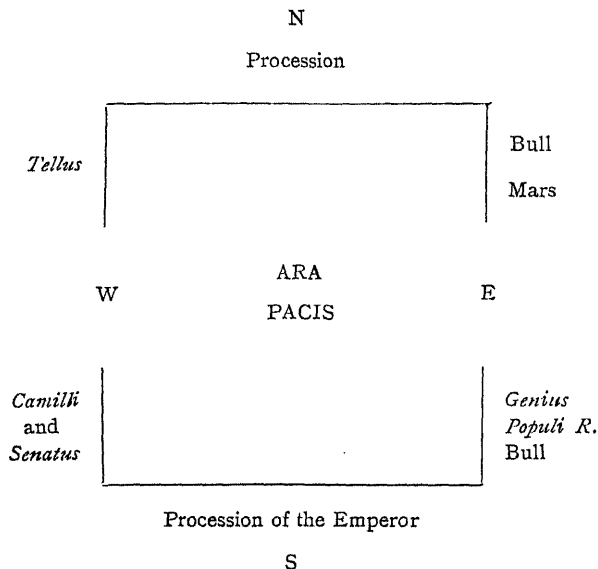 N
Procession
Tellus
Bull
Mars
W
ARA
PACIS
E
Camilli
and
Senatus
Genius
Populi R.
Bull
Procession of the Emperor
S